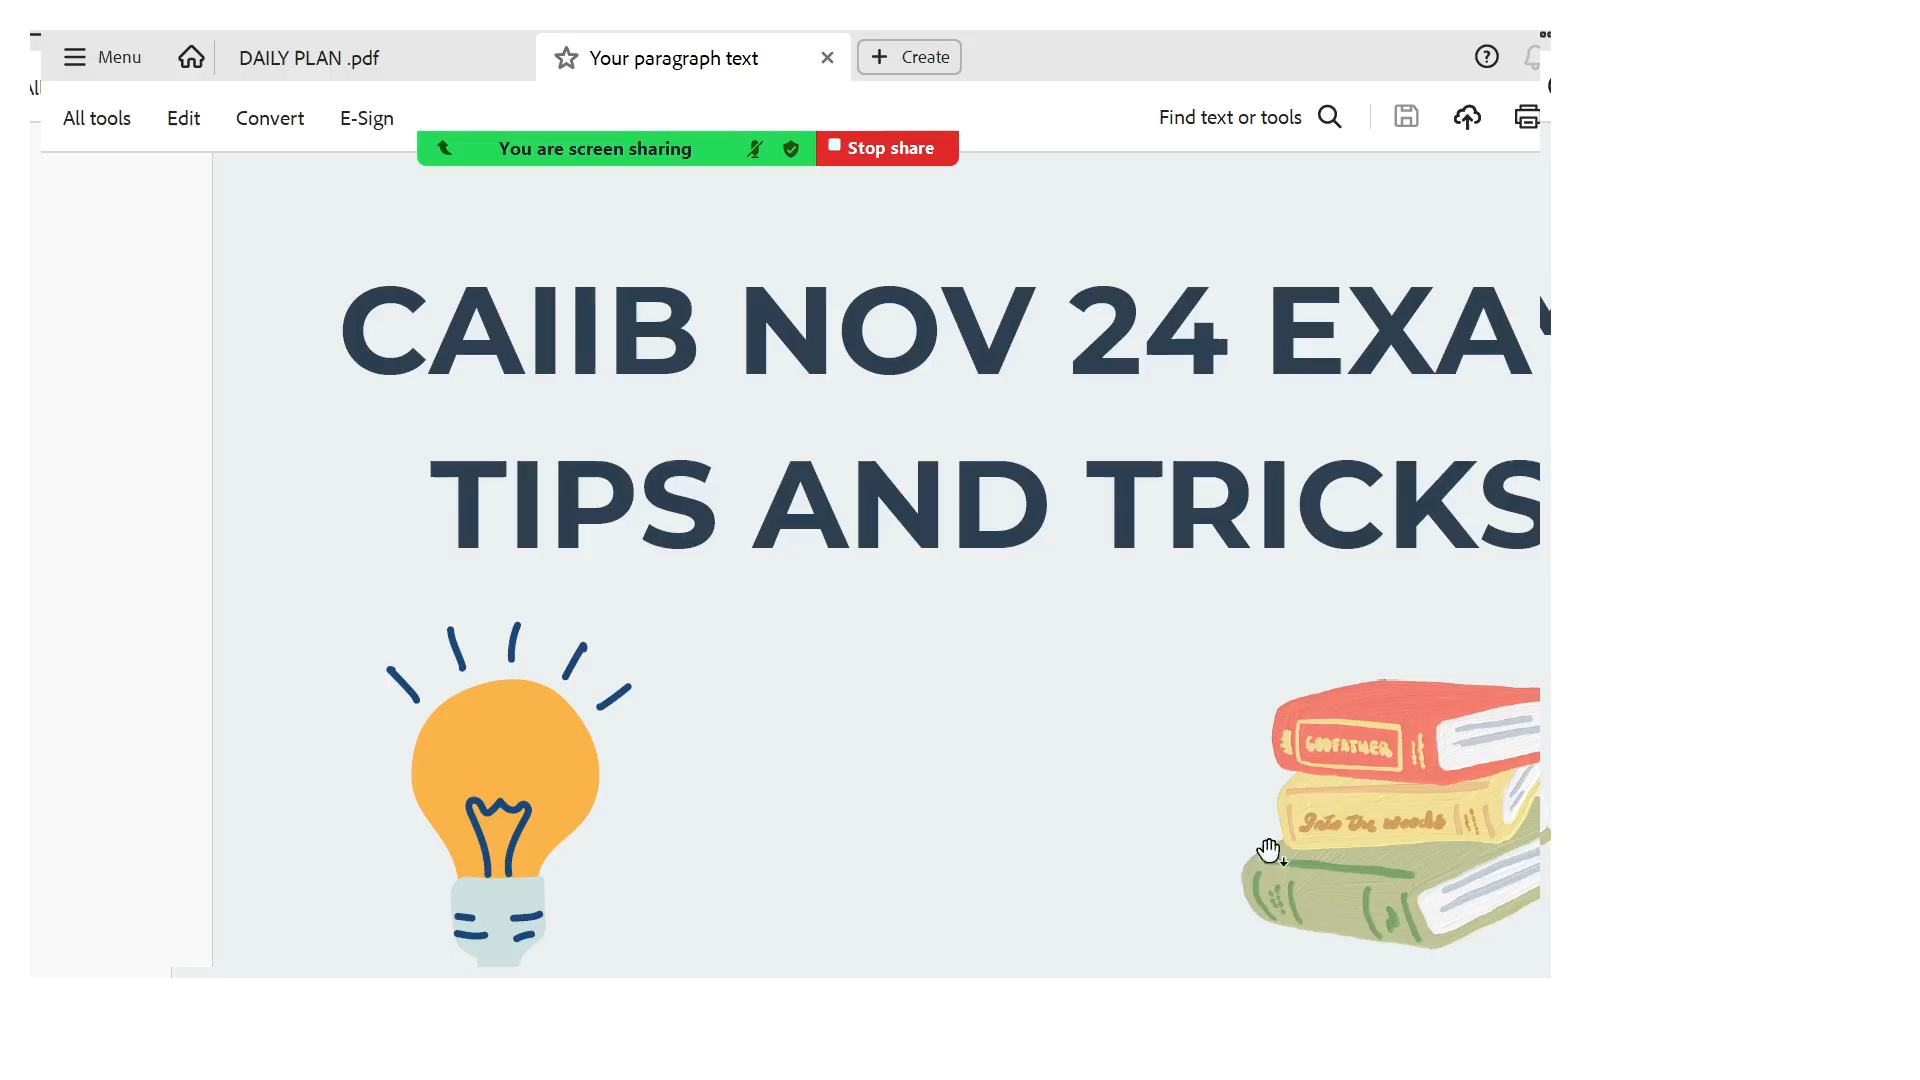 Menu
DAILY PLAN .pdf
Your paragraph text
Create
All tools
Edit
Convert
E-Sign
Find text or tools
You are screen sharing
Stop share
CAIIB NOV 24 EXAM
TIPS AND TRICKS
GODFATHER
Into the woods